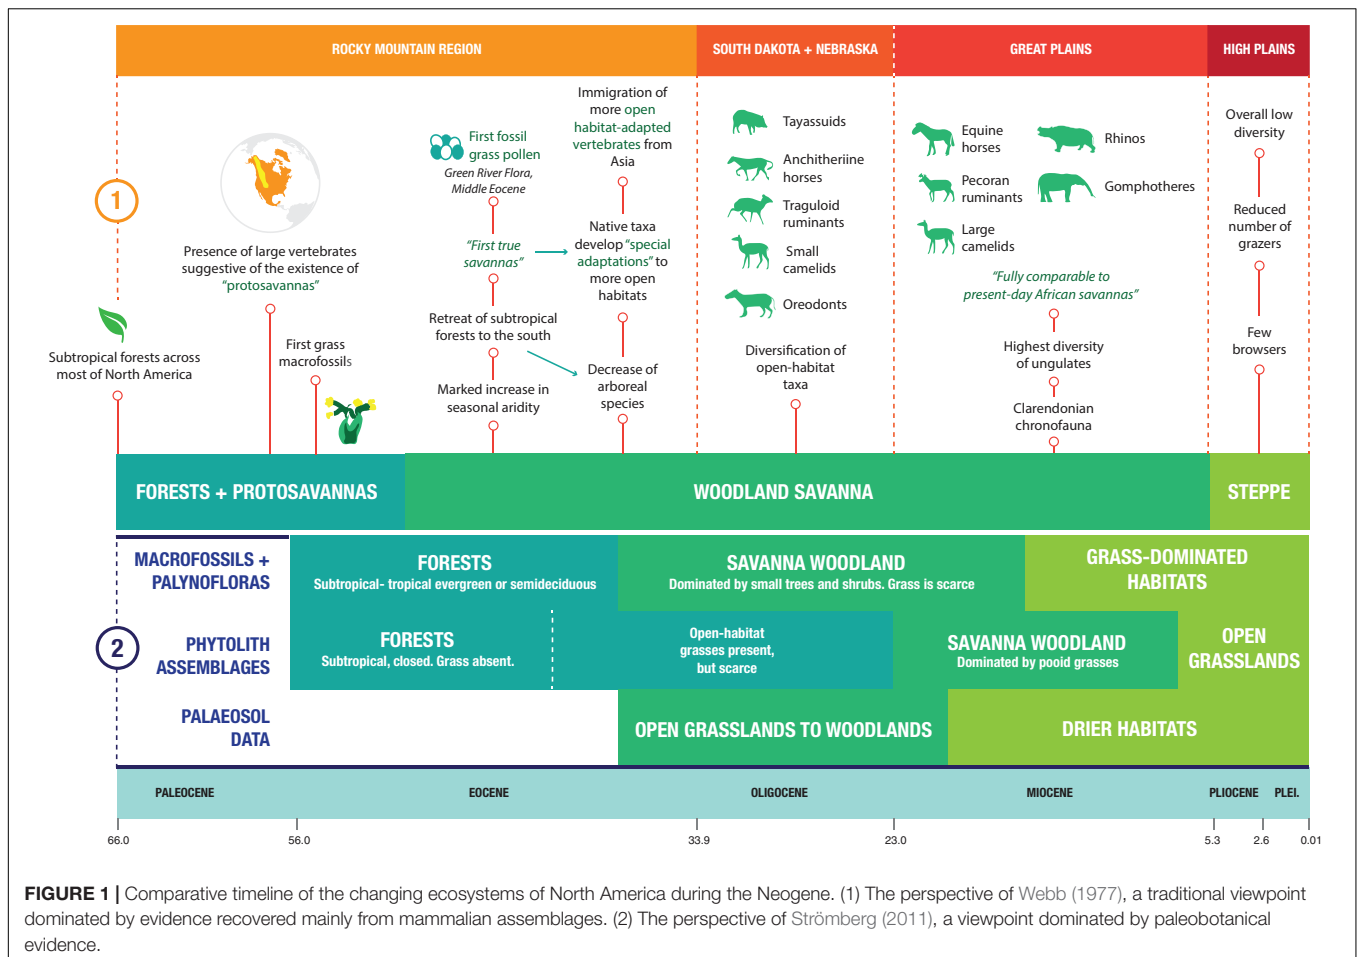 ROCKY MOUNTAIN REGION
SOUTH DAKOTA + NEBRASKA
GREAT PLAINS
HIGH PLAINS
1
Subtropical forests across
most of North America
Presence of large vertebrates
suggestive of the existence of
"protosavannas"
First grass
macrofossils
First fossil
grass pollen
Green River Flora,
Middle Eocene
"First true
savannas"
Retreat of subtropical
forests to the south
Marked increase in
seasonal aridity
Immigration of
more open
habitat-adapted
vertebrates from
Asia
Native taxa
develop "special
adaptations" to
more open
habitats
Decrease of
arboreal
species
Tayassuids
Anchitheriine
horses
Traguloid
ruminants
Small
camelids
Oreodonts
Diversification of
open-habitat
taxa
Equine
horses
Pecoran
ruminants
Large
camelids
Rhinos
Gomphotheres
"Fully comparable to
present-day African savannas"
Highest diversity
of ungulates
Clarendonian
chronofauna
Overall low
diversity
Reduced
number of
grazers
Few
browsers
FORESTS + PROTOSAVANNAS
WOODLAND SAVANNA
STEPPE
2
MACROFOSSILS +
PALYNOFLORAS
FORESTS
Subtropical- tropical evergreen or semideciduous
SAVANNA WOODLAND
Dominated by small trees and shrubs. Grass is scarce
GRASS-DOMINATED
HABITATS
PHYTOLITH
ASSEMBLAGES
FORESTS
Subtropical, closed. Grass absent.
Open-habitat
grasses present,
but scarce
SAVANNA WOODLAND
Dominated by pooid grasses
OPEN
GRASSLANDS
PALAEOSOL
DATA
OPEN GRASSLANDS TO WOODLANDS
DRIER HABITATS
PALEOCENE
EOCENE
OLIGOCENE
MIOCENE
PLIOCENE
PLEI.
66.0
56.0
33.9
23.0
5.3
2.6
0.01
FIGURE 1 | Comparative timeline of the changing ecosystems of North America during the Neogene. (1) The perspective of Webb (1977), a traditional viewpoint
dominated by evidence recovered mainly from mammalian assemblages. (2) The perspective of Strömberg (2011), a viewpoint dominated by paleobotanical
evidence.